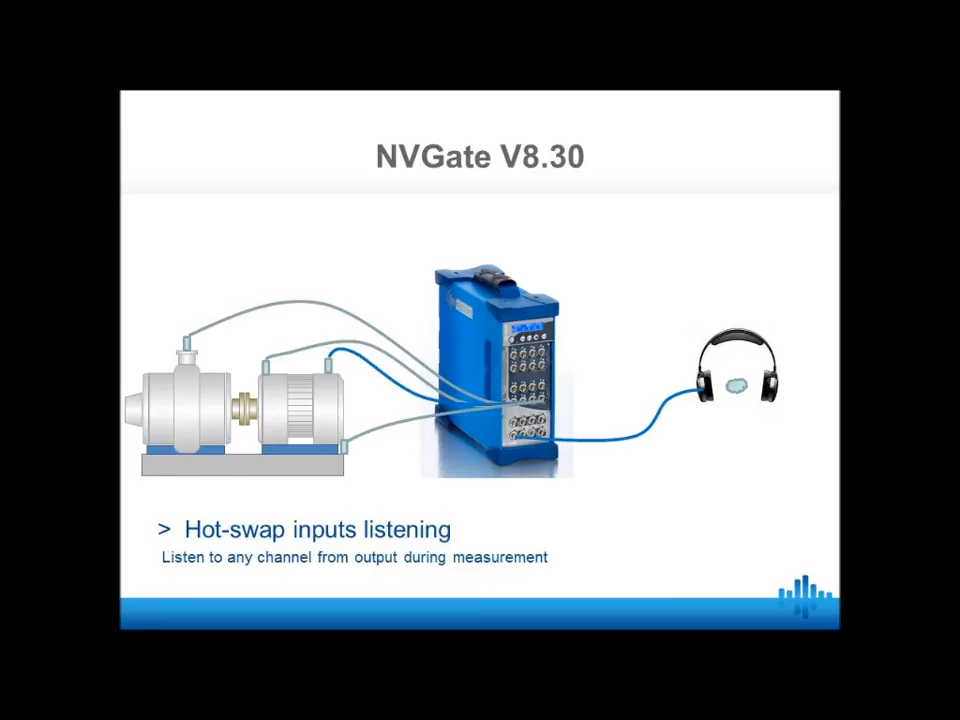 NVGate V8.30
> Hot-swap inputs listening
Listen to any channel from output during measurement